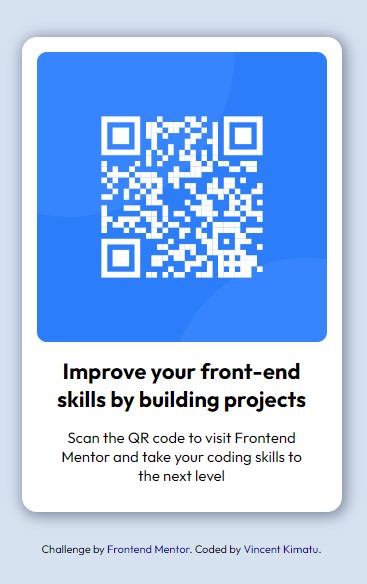 Improve your front-end
skills by building projects
Scan the QR code to visit Frontend
Mentor and take your coding skills to
the next level
Challenge by Frontend Mentor. Coded by Vincent Kimatu.